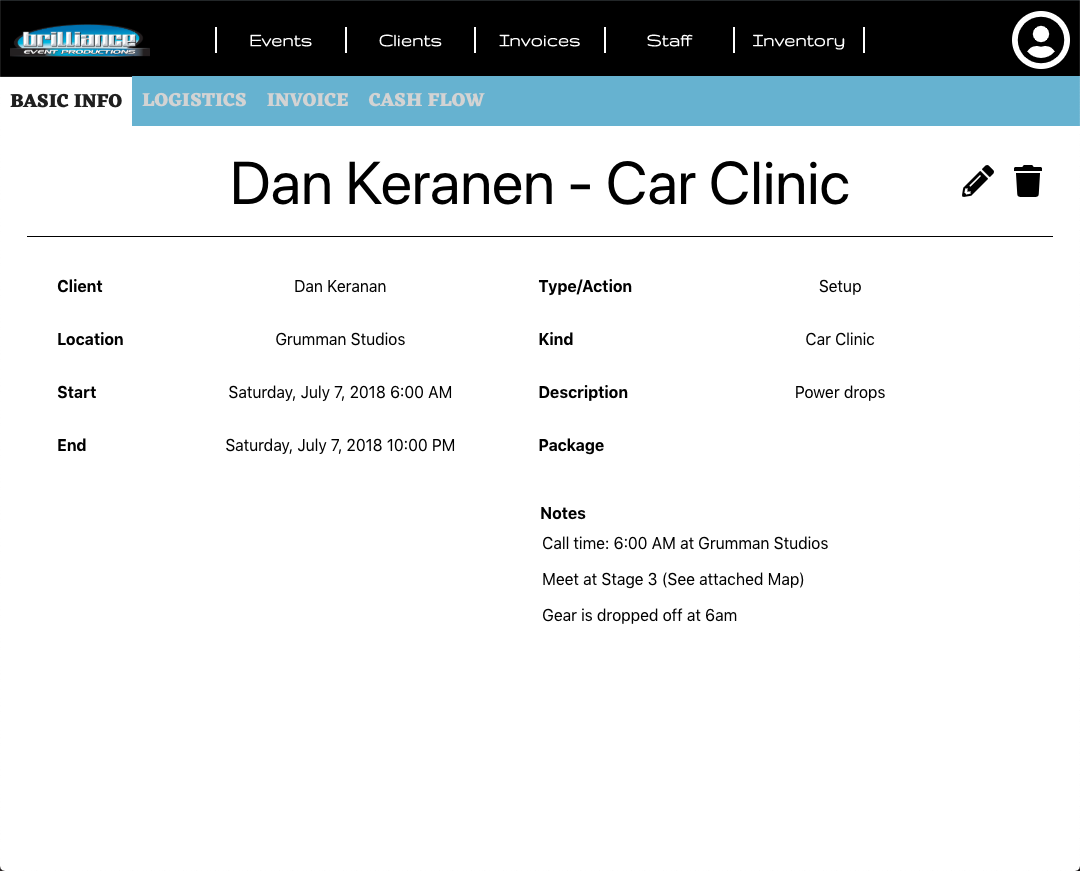 brilliance
EVENT PRODUCTIONS
Events
Clients
Invoices
Staff
Inventory
BASIC INFO
LOGISTICS
INVOICE
CASH FLOW
Dan Keranen - Car Clinic
Client
Dan Keranan
Location
Grumman Studios
Start
Saturday, July 7, 2018 6:00 AM
End
Saturday, July 7, 2018 10:00 PM
Type/Action
Setup
Kind
Car Clinic
Description
Power drops
Package
Notes
Call time: 6:00 AM at Grumman Studios
Meet at Stage 3 (See attached Map)
Gear is dropped off at 6am